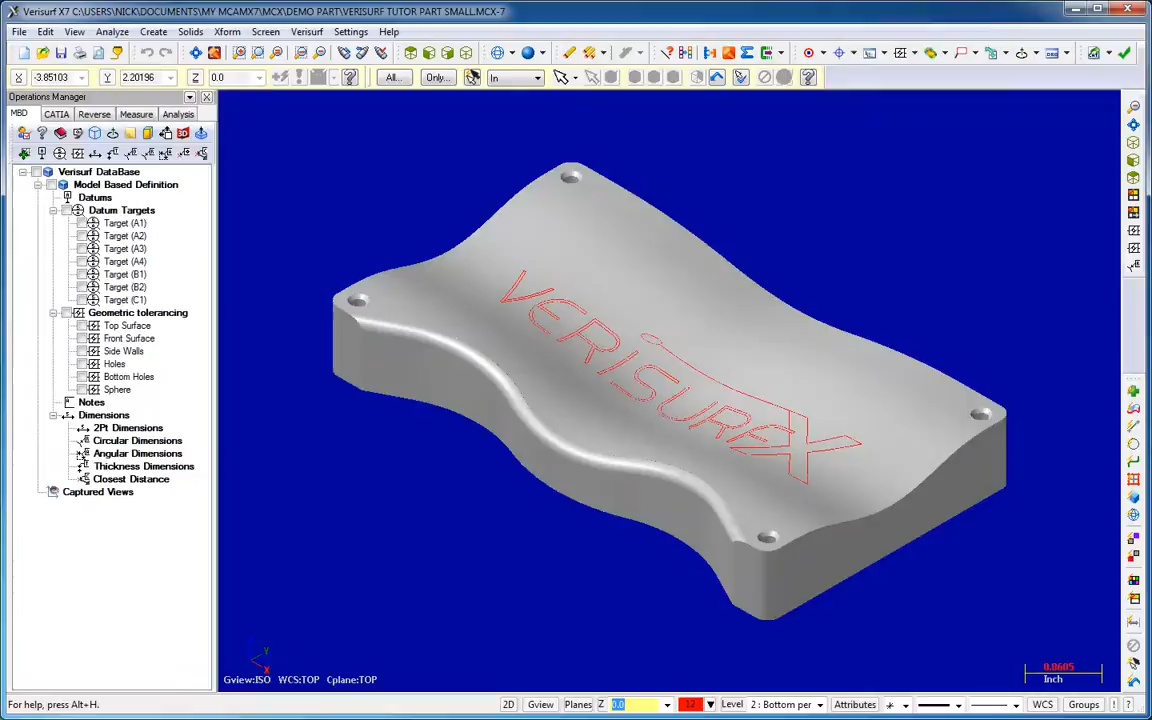 Verisurf X7 C:\USERS\NICK\DOCUMENTS\MY MCAMX7\MCX\DEMO PART\VERISURF TUTOR PART SMALL.MCX-7
File Edit View Analyze Create Solids Xform Screen Verisurf Settings Help
X -3.85103 Y 2.20196 Z 0.0 All... Only... In
Operations Manager
MBD CATIA Reverse Measure Analysis
Verisurf DataBase
Model Based Definition
Datums
Datum Targets
Target (A1)
Target (A2)
Target (A3)
Target (A4)
Target (B1)
Target (B2)
Target (C1)
Geometric tolerancing
Top Surface
Front Surface
Side Walls
Holes
Bottom Holes
Sphere
Notes
Dimensions
2Pt Dimensions
Circular Dimensions
Angular Dimensions
Thickness Dimensions
Closest Distance
Captured Views
VERISURF X
Y
X
Gview:ISO WCS:TOP Cplane:TOP
0.8605
Inch
For help, press Alt+H.
2D Gview Planes Z 0.0 12 Level 2 : Bottom per Attributes WCS Groups ! ?